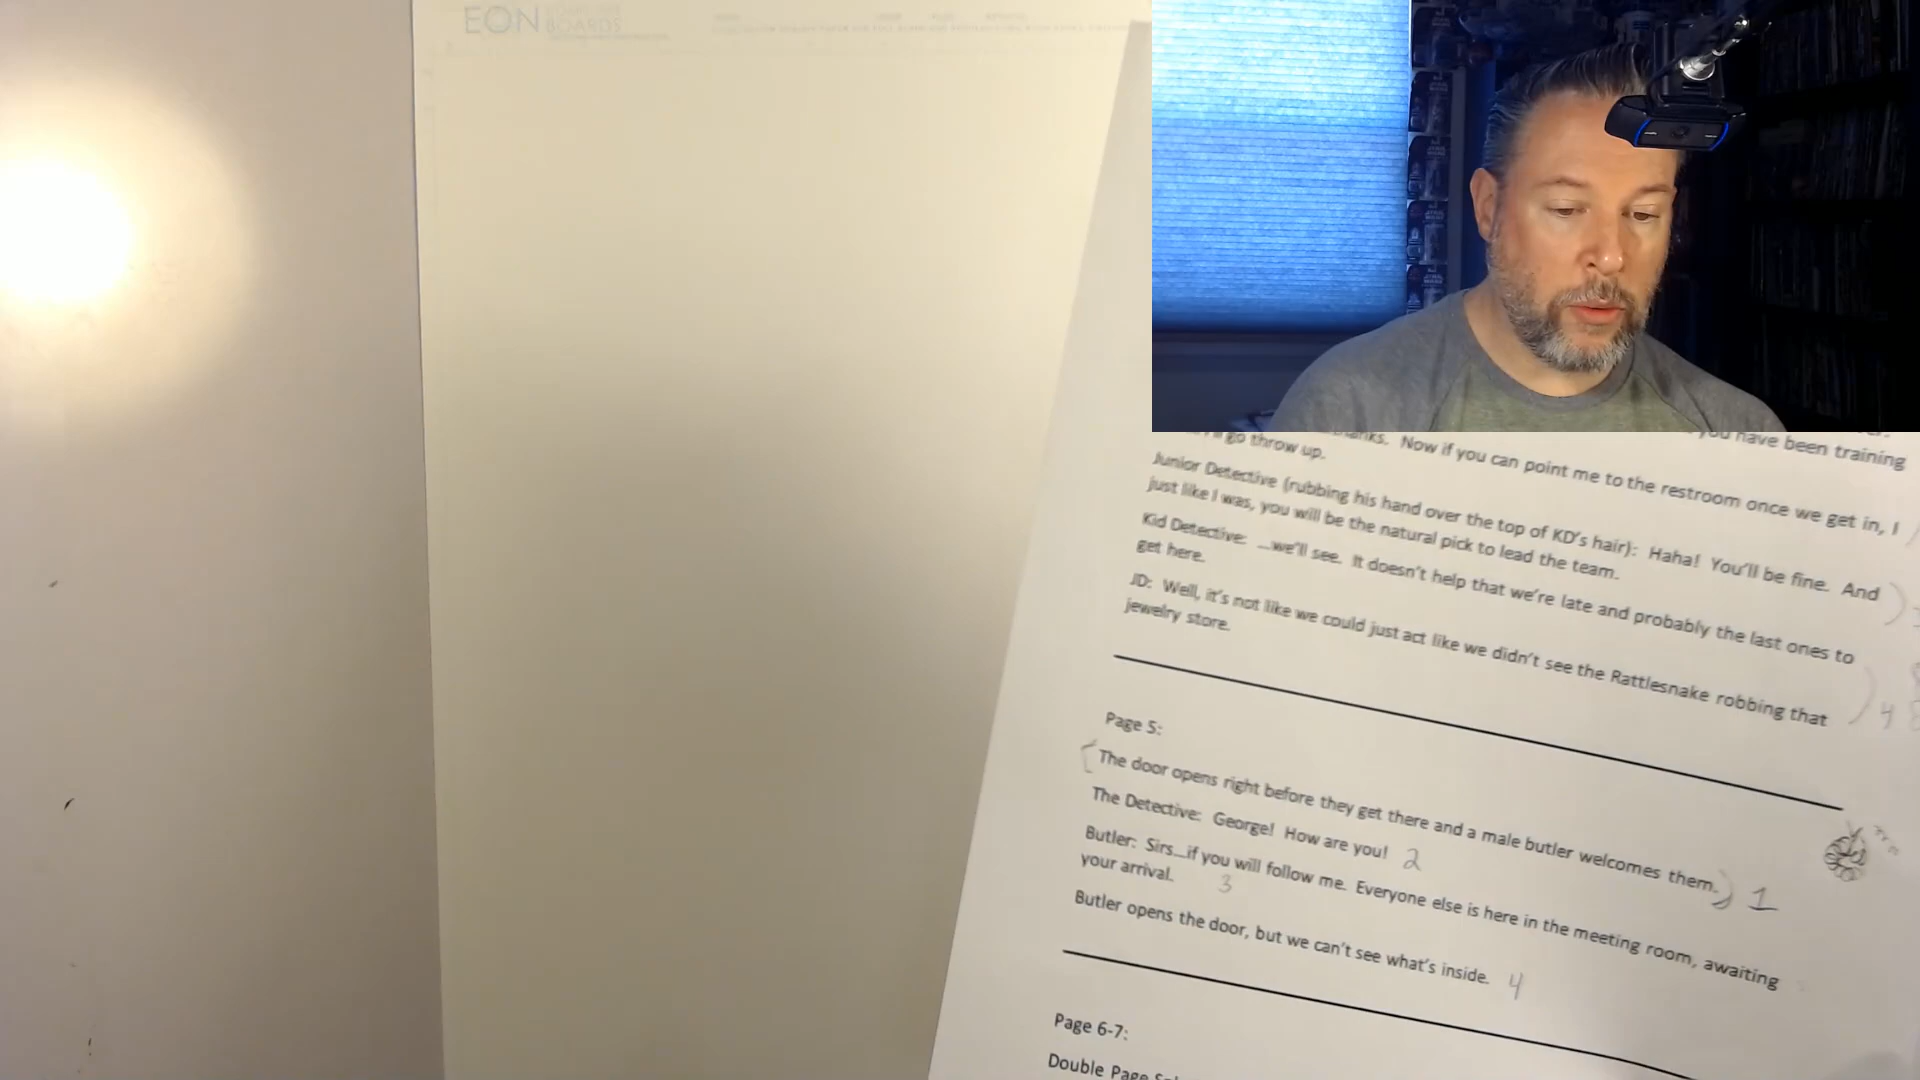 EON BOARDS
you have been training
thanks. Now if you can point me to the restroom once we get in, I
go throw up.
Junior Detective (rubbing his hand over the top of KD's hair): Haha! You'll be fine. And
just like I was, you will be the natural pick to lead the team.
Kid Detective: ...we'll see. It doesn't help that we're late and probably the last ones to
get here.
JD: Well, it's not like we could just act like we didn't see the Rattlesnake robbing that
jewelry store.
4
Page 5:
The door opens right before they get there and a male butler welcomes them. 1
The Detective: George! How are you! 2
Butler: Sirs...if you will follow me. Everyone else is here in the meeting room, awaiting
your arrival. 3
Butler opens the door, but we can't see what's inside. 4
Page 6-7:
Double Page